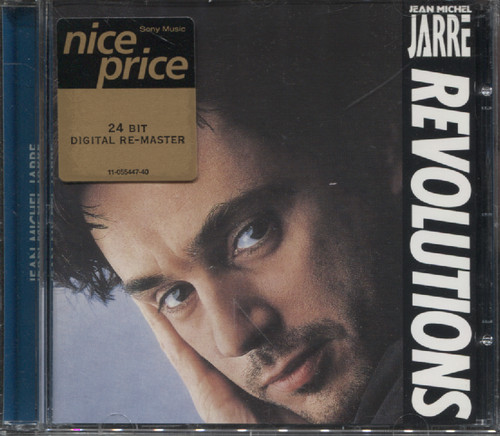 Sony Music
nice
price
24 BIT
DIGITAL RE-MASTER
11-055447-40
JEAN MICHEL
JARRE
REVOLUTIONS
JEAN MICHEL JARRE